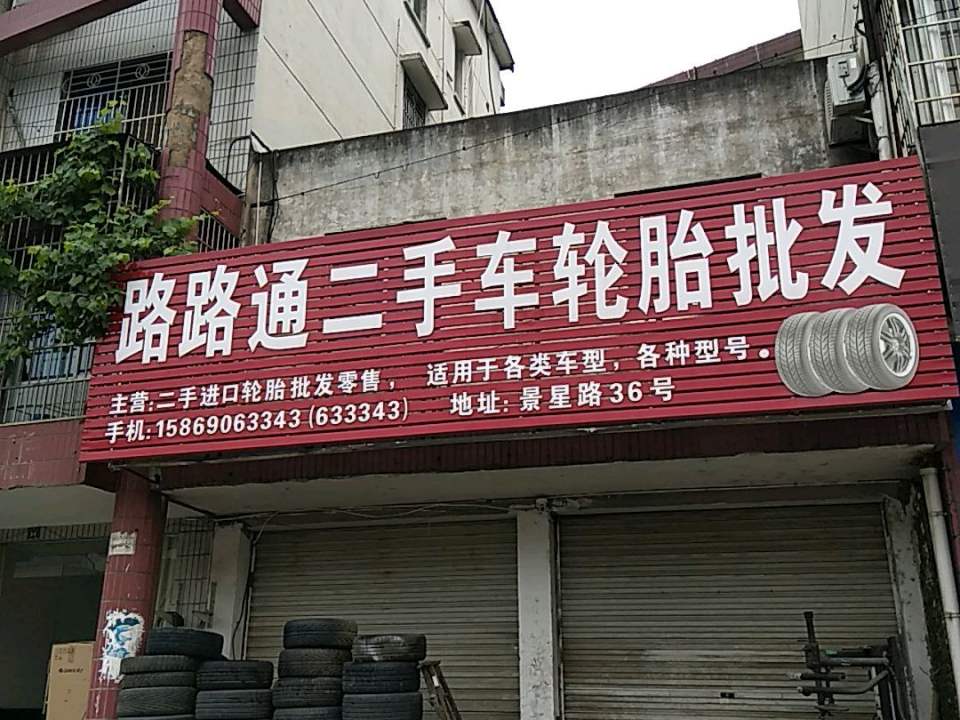 路路通二手车轮胎批发
主营:二手进口轮胎批发零售，适用于各类车型，各种型号。
手机:15869063343(633343) 地址:景星路36号